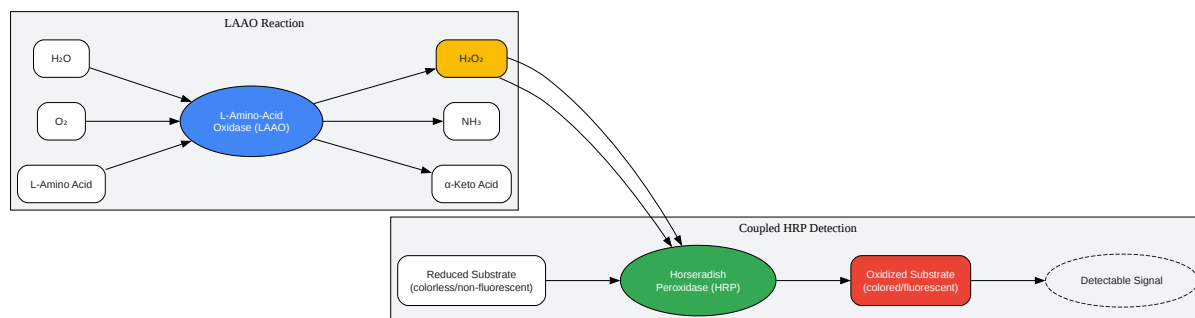 LAAO Reaction
H₂O
H₂O₂
O₂
L-Amino-Acid
Oxidase (LAAO)
NH₃
L-Amino Acid
α-Keto Acid
Coupled HRP Detection
Reduced Substrate
(colorless/non-fluorescent)
Horseradish
Peroxidase (HRP)
Oxidized Substrate
(colored/fluorescent)
Detectable Signal